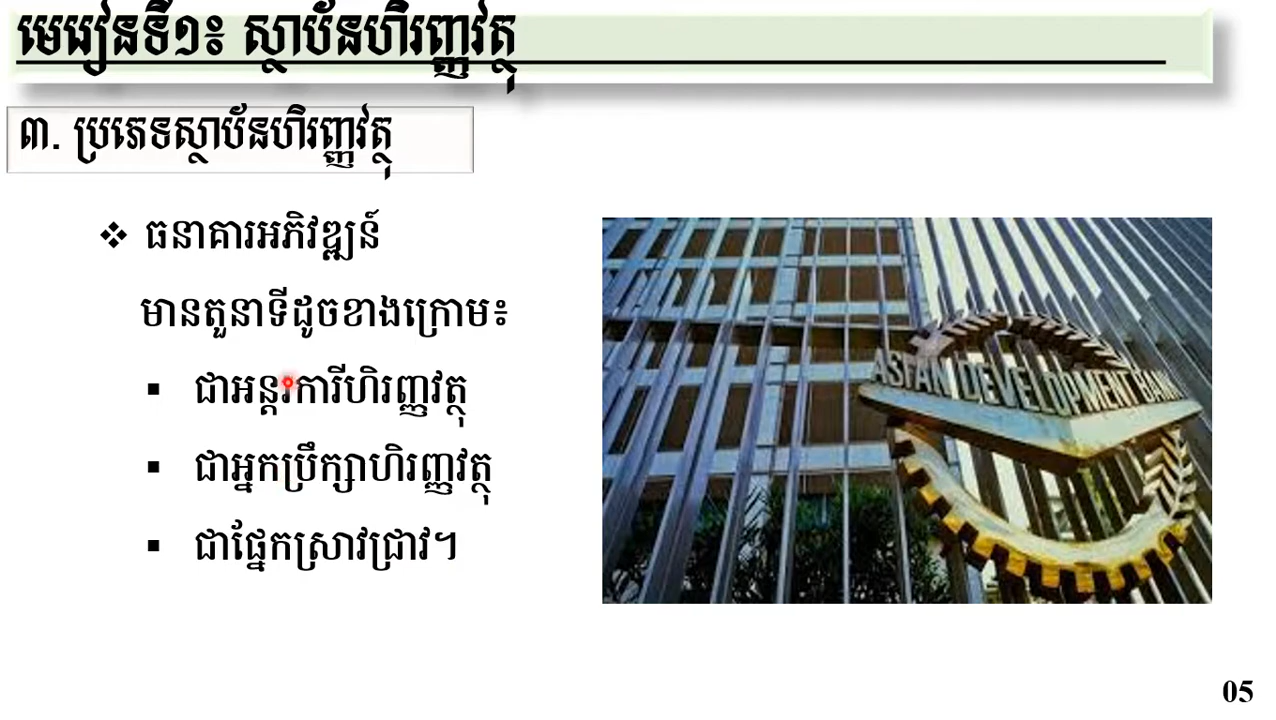 មេរៀនទី១៖ ស្ថាប័នហិរញ្ញវត្ថុ
៣. ប្រភេទស្ថាប័នហិរញ្ញវត្ថុ
❖ ធនាគារអភិវឌ្ឍន៍
មានតួនាទីដូចខាងក្រោម៖
▪ ជាអន្តរការីហិរញ្ញវត្ថុ
▪ ជាអ្នកប្រឹក្សាហិរញ្ញវត្ថុ
▪ ជាផ្នែកស្រាវជ្រាវ។
ASIAN DEVELOPMENT BANK
05